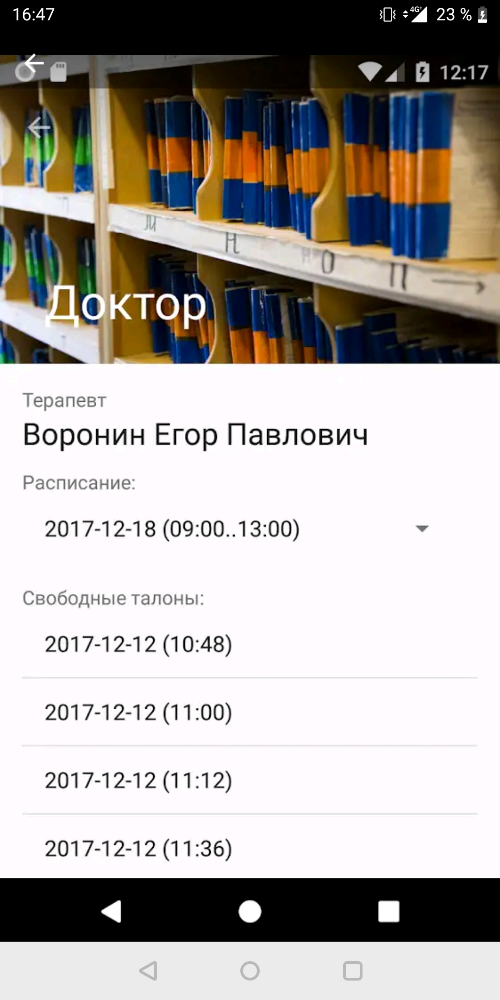 16:47
4G+ 23 %
12:17
М
Н
Н О
П
Доктор
Терапевт
Воронин Егор Павлович
Расписание:
2017-12-18 (09:00..13:00)
Свободные талоны:
2017-12-12 (10:48)
2017-12-12 (11:00)
2017-12-12 (11:12)
2017-12-12 (11:36)